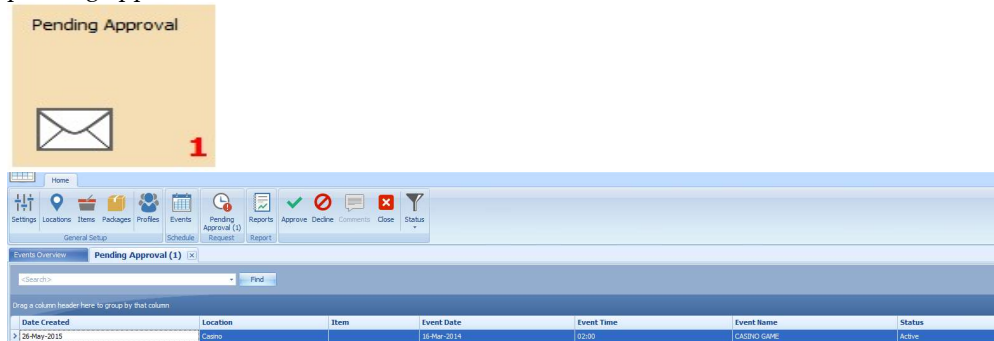 Pending Approval
1
Home
Settings Locations Items Packages Profiles Events Pending Approval (1) Reports Approve Decline Comments Close Status
General Setup Schedule Request Report
Events Overview Pending Approval (1)
<Search> Find
Drag a column header here to group by that column
Date Created Location Item Event Date Event Time Event Name Status
26-May-2015 Casino 16-Mar-2014 02:00 CASINO GAME Active